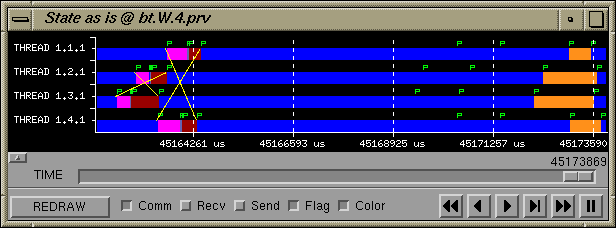 State as is @ bt.W.4.prv
THREAD 1,1,1
THREAD 1,2,1
THREAD 1,3,1
THREAD 1,4,1
45164261 us 45166593 us 45168925 us 45171257 us 45173590
45173869
TIME
REDRAW Comm Recv Send Flag Color